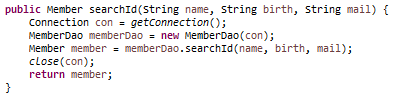 public Member searchId(String name, String birth, String mail) {
    Connection con = getConnection();
    MemberDao memberDao = new MemberDao(con);
    Member member = memberDao.searchId(name, birth, mail);
    close(con);
    return member;
}